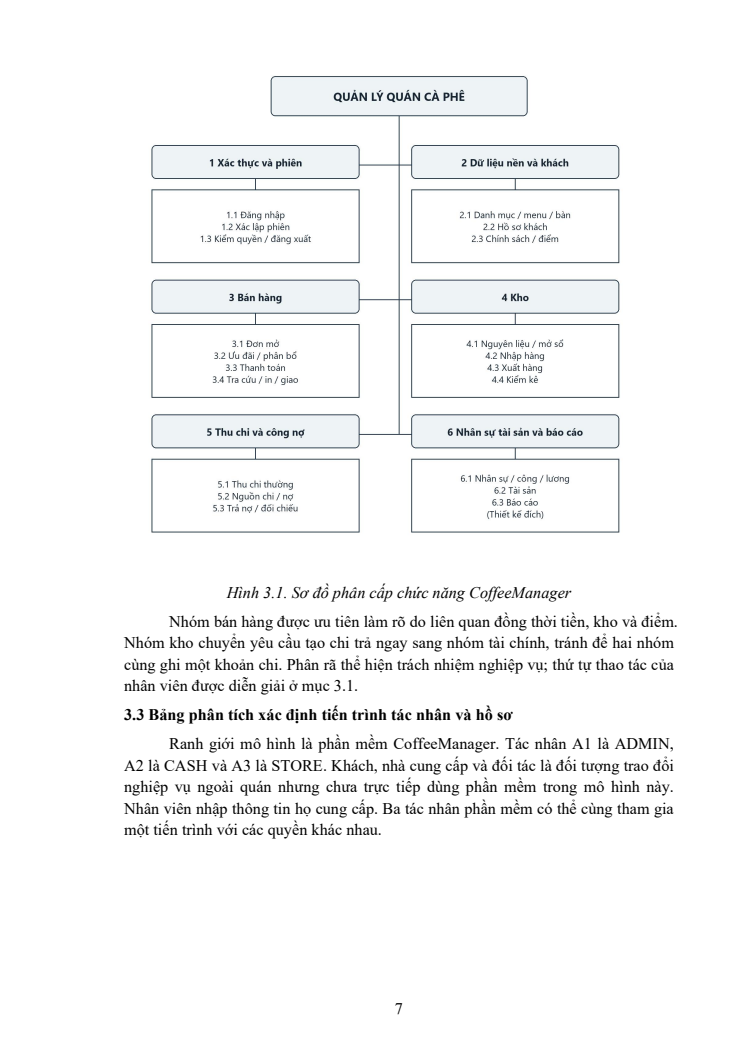 QUẢN LÝ QUÁN CÀ PHÊ
1 Xác thực và phiên
1.1 Đăng nhập
1.2 Xác lập phiên
1.3 Kiểm quyền / đăng xuất
2 Dữ liệu nền và khách
2.1 Danh mục / menu / bàn
2.2 Hồ sơ khách
2.3 Chính sách / điểm
3 Bán hàng
3.1 Đơn mở
3.2 Ưu đãi / phân bổ
3.3 Thanh toán
3.4 Tra cứu / in / giao
4 Kho
4.1 Nguyên liệu / mở sổ
4.2 Nhập hàng
4.3 Xuất hàng
4.4 Kiểm kê
5 Thu chi và công nợ
5.1 Thu chi thường
5.2 Nguồn chi / nợ
5.3 Trả nợ / đối chiếu
6 Nhân sự tài sản và báo cáo
6.1 Nhân sự / công / lương
6.2 Tài sản
6.3 Báo cáo
(Thiết kế đích)
Hình 3.1. Sơ đồ phân cấp chức năng CoffeeManager
Nhóm bán hàng được ưu tiên làm rõ do liên quan đồng thời tiền, kho và điểm.
Nhóm kho chuyển yêu cầu tạo chi trả ngay sang nhóm tài chính, tránh để hai nhóm
cùng ghi một khoản chi. Phân rã thể hiện trách nhiệm nghiệp vụ; thứ tự thao tác của
nhân viên được diễn giải ở mục 3.1.
3.3 Bảng phân tích xác định tiến trình tác nhân và hồ sơ
Ranh giới mô hình là phần mềm CoffeeManager. Tác nhân A1 là ADMIN,
A2 là CASH và A3 là STORE. Khách, nhà cung cấp và đối tác là đối tượng trao đổi
nghiệp vụ ngoài quán nhưng chưa trực tiếp dùng phần mềm trong mô hình này.
Nhân viên nhập thông tin họ cung cấp. Ba tác nhân phần mềm có thể cùng tham gia
một tiến trình với các quyền khác nhau.
7